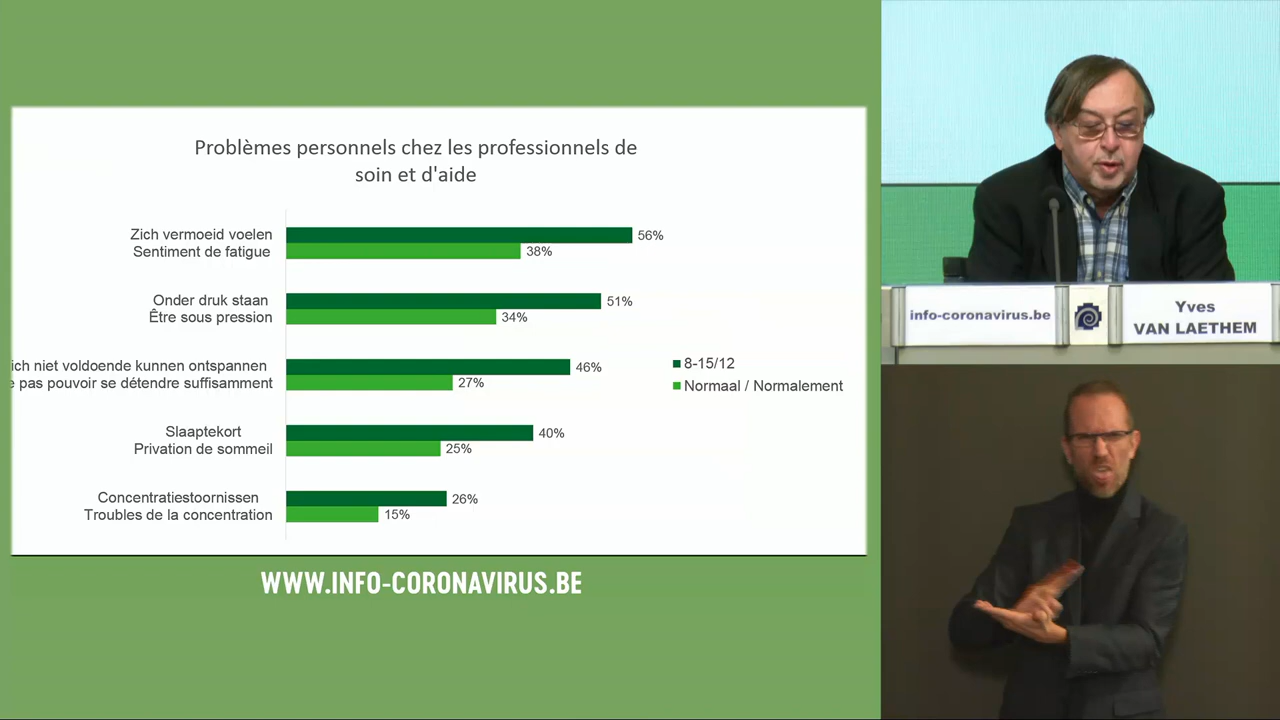 Problèmes personnels chez les professionnels de
soin et d'aide
Zich vermoeid voelen
Sentiment de fatigue
56%
38%
Onder druk staan
Être sous pression
51%
34%
ich niet voldoende kunnen ontspannen
e pas pouvoir se détendre suffisamment
46%
27%
Slaaptekort
Privation de sommeil
40%
25%
Concentratiestoornissen
Troubles de la concentration
26%
15%
8-15/12
Normaal / Normalement
WWW.INFO-CORONAVIRUS.BE
info-coronavirus.be
Yves
VAN LAETHEM